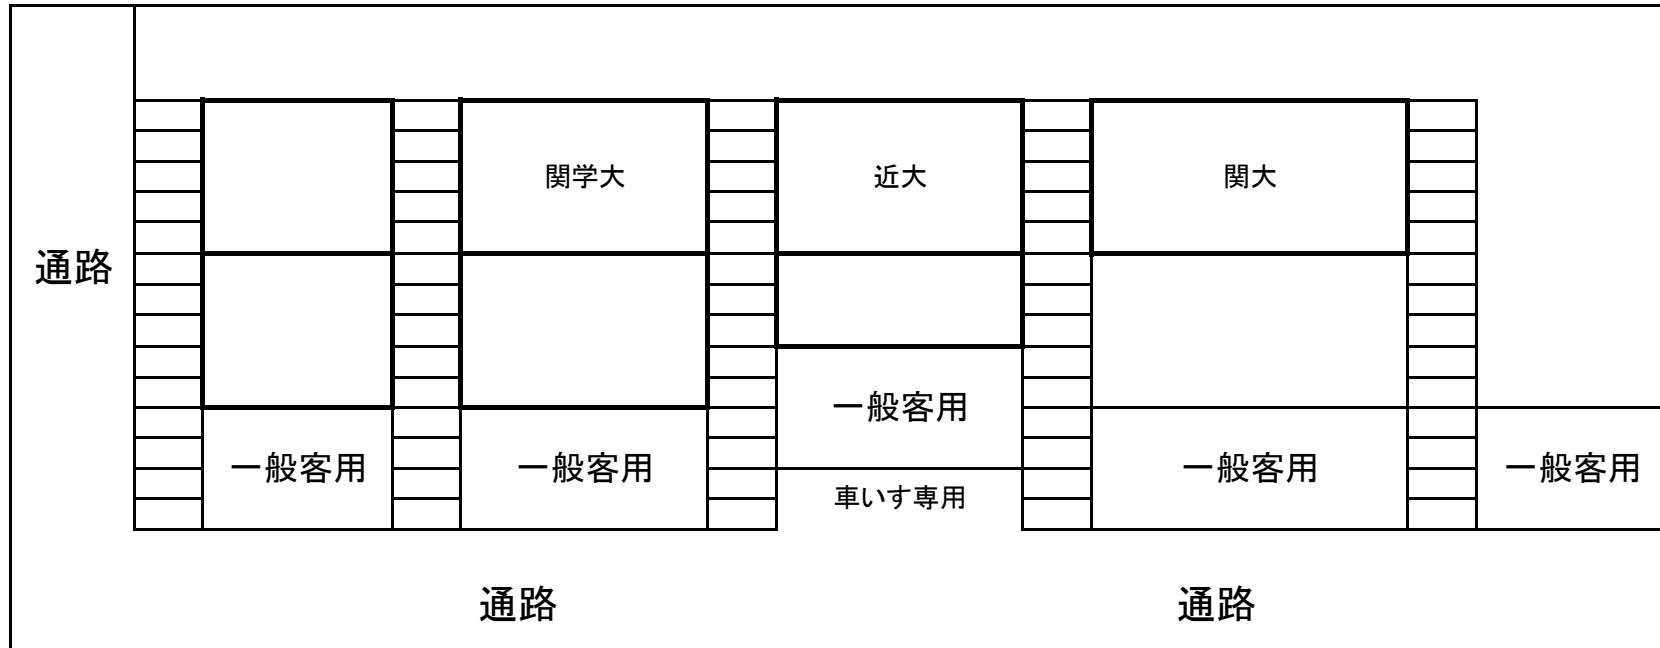 関学大
近大
関大
通路
一般客用
一般客用
一般客用
一般客用
一般客用
車いす専用
通路
通路